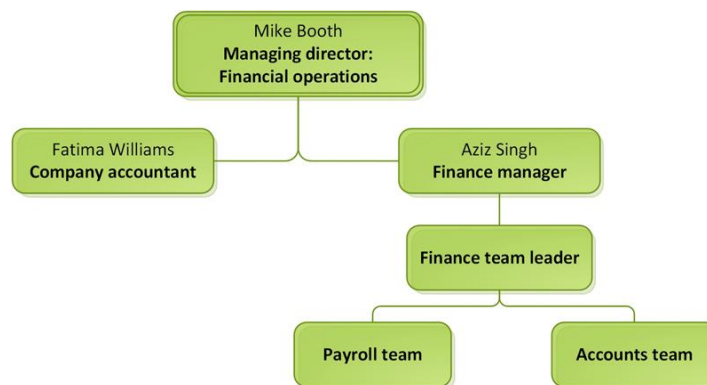 Mike Booth
Managing director:
Financial operations
Fatima Williams
Company accountant
Aziz Singh
Finance manager
Finance team leader
Payroll team
Accounts team